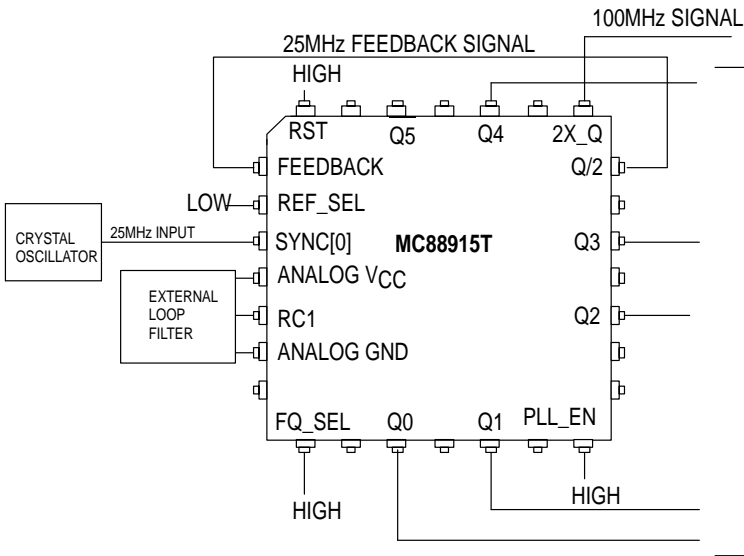 100MHz SIGNAL
25MHz FEEDBACK SIGNAL
HIGH
RST
Q5
Q4
2X_Q
FEEDBACK
Q/2
LOW
REF_SEL
CRYSTAL
OSCILLATOR
25MHz INPUT
SYNC[0]
MC88915T
Q3
ANALOG VCC
EXTERNAL
LOOP
FILTER
RC1
Q2
ANALOG GND
FQ_SEL
Q0
Q1
PLL_EN
HIGH
HIGH